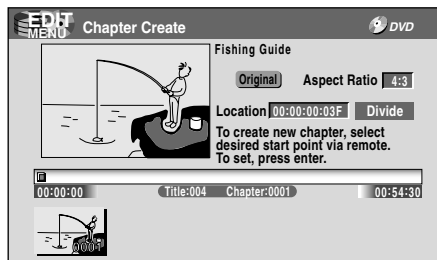 EDIT
MENU
Chapter Create
DVD
Fishing Guide
Original
Aspect Ratio 4:3
Location 00:00:00:03F Divide
To create new chapter, select
desired start point via remote.
To set, press enter.
00:00:00 Title:004 Chapter:0001 00:54:30
0001